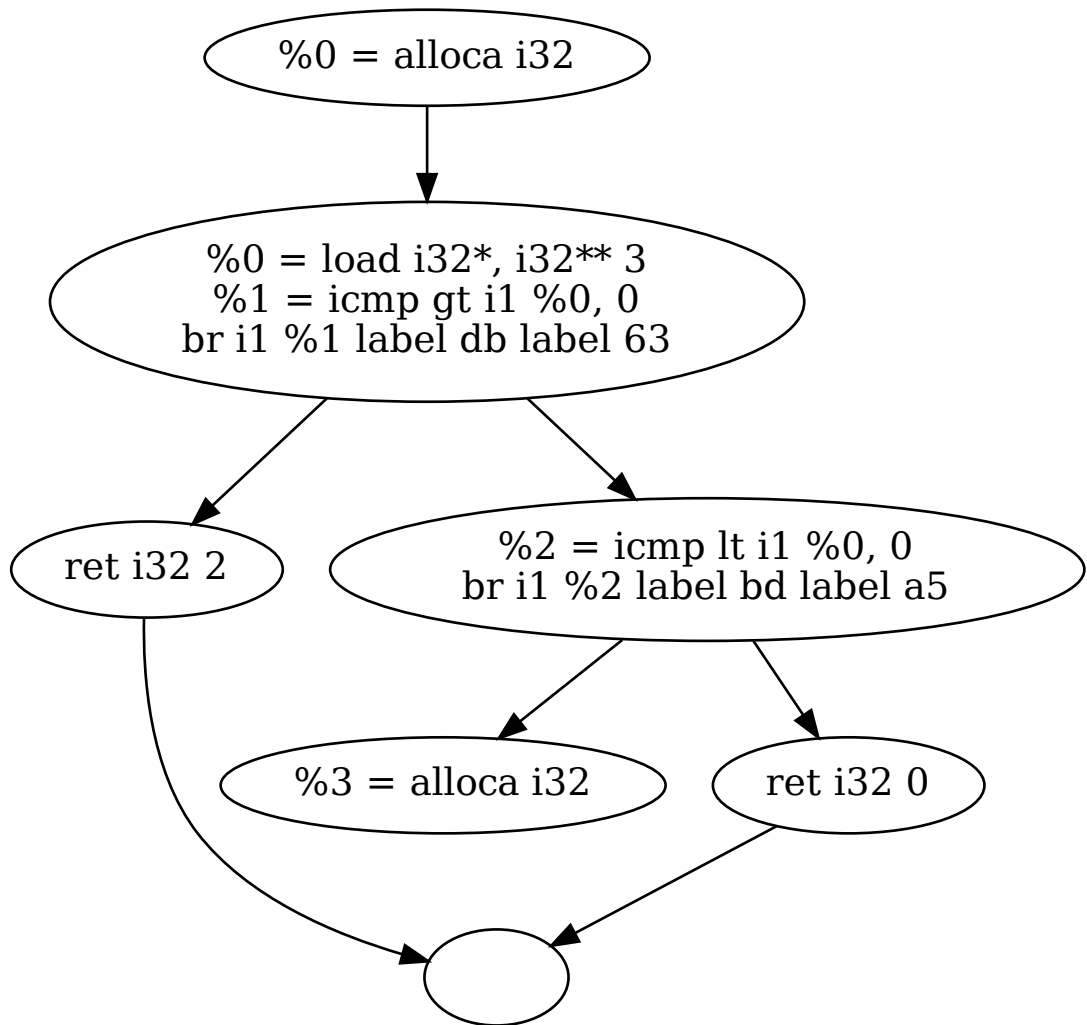 %0 = alloca i32
%0 = load i32*, i32** 3
%1 = icmp gt i1 %0, 0
br i1 %1 label db label 63
ret i32 2
%2 = icmp lt i1 %0, 0
br i1 %2 label bd label a5
%3 = alloca i32
ret i32 0